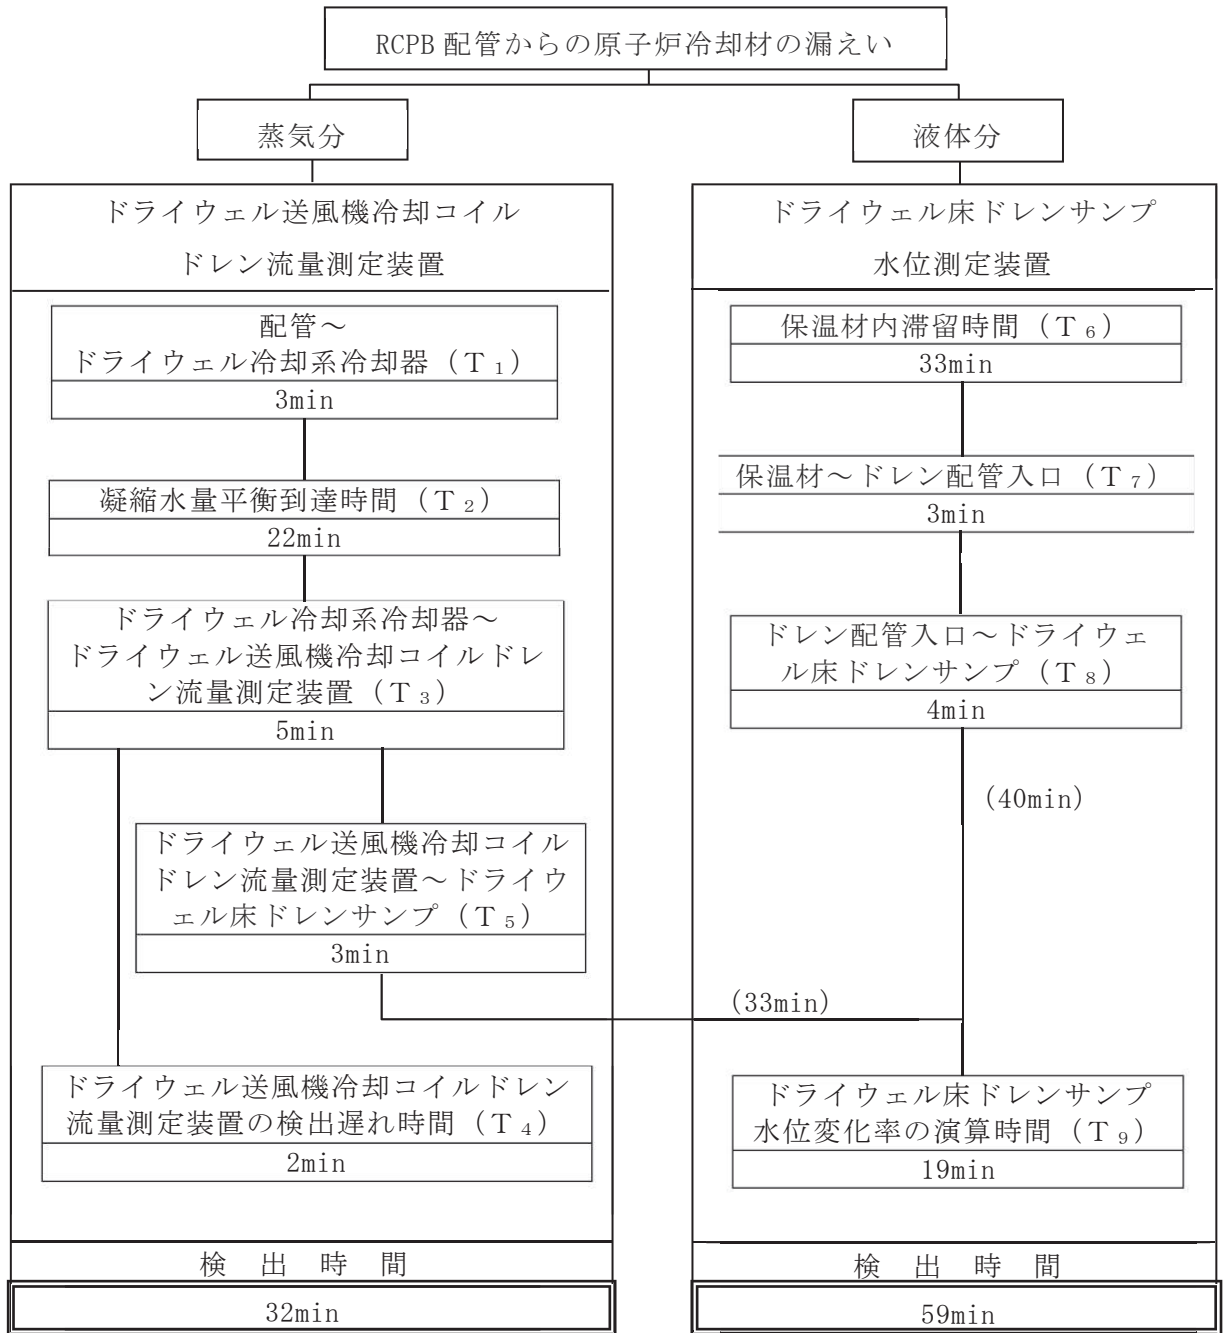 RCPB 配管からの原子炉冷却材の漏えい
蒸気分
液体分
ドライウェル送風機冷却コイル
ドレン流量測定装置
配管～
ドライウェル冷却系冷却器（Ｔ₁）
3min
凝縮水量平衡到達時間（Ｔ₂）
22min
ドライウェル冷却系冷却器～
ドライウェル送風機冷却コイルドレ
ン流量測定装置（Ｔ₃）
5min
ドライウェル送風機冷却コイル
ドレン流量測定装置～ドライウ
ェル床ドレンサンプ（Ｔ₅）
3min
(33min)
ドライウェル送風機冷却コイルドレン
流量測定装置の検出遅れ時間（Ｔ₄）
2min
検 出 時 間
32min
ドライウェル床ドレンサンプ
水位測定装置
保温材内滞留時間（Ｔ₆）
33min
保温材～ドレン配管入口（Ｔ₇）
3min
ドレン配管入口～ドライウェ
ル床ドレンサンプ（Ｔ₈）
4min
(40min)
ドライウェル床ドレンサンプ
水位変化率の演算時間（Ｔ₉）
19min
検 出 時 間
59min